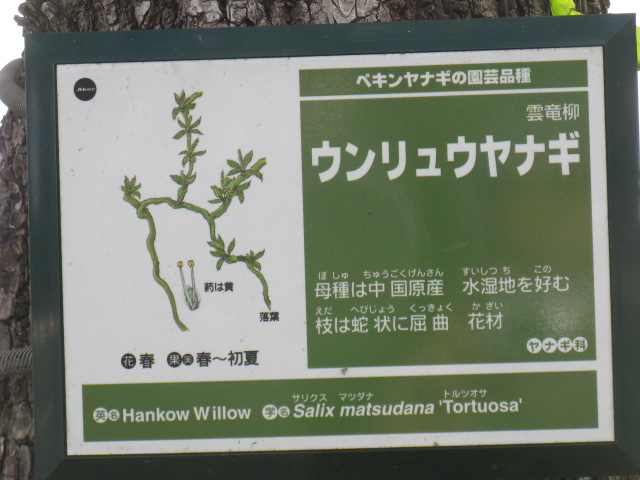 Aboc
ペキンヤナギの園芸品種
雲竜柳
ウンリュウヤナギ
葯は黄
落葉
ぼしゅ ちゅうごくげんさん すいしつち この
母種は中国原産 水湿地を好む
えだ へびじょう くっきょく かざい
枝は蛇状に屈曲 花材
ヤナギ科
花 春 果実 春～初夏
サリクス マツダナ トルツオサ
英名 Hankow Willow 学名 Salix matsudana 'Tortuosa'